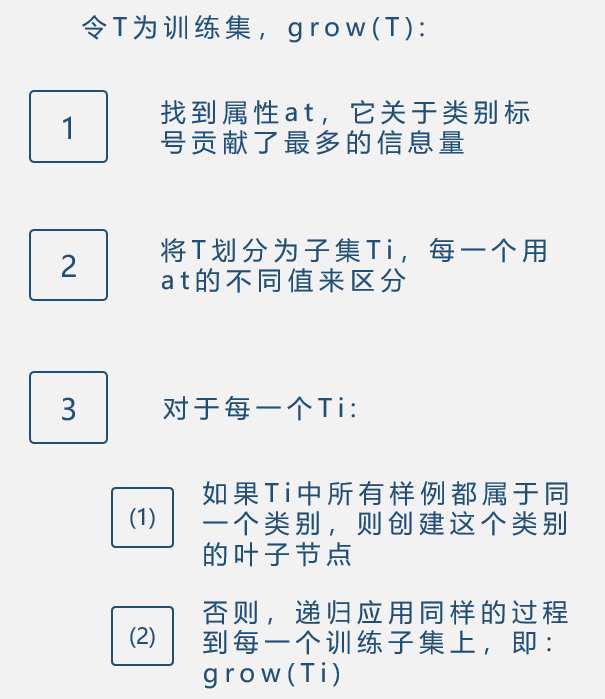 令T为训练集，grow(T):
1
找到属性at，它关于类别标
号贡献了最多的信息量
2
将T划分为子集Ti，每一个用
at的不同值来区分
3
对于每一个Ti:
(1)
如果Ti中所有样例都属于同
一个类别，则创建这个类别
的叶子节点
(2)
否则，递归应用同样的过程
到每一个训练子集上，即：
grow(Ti)